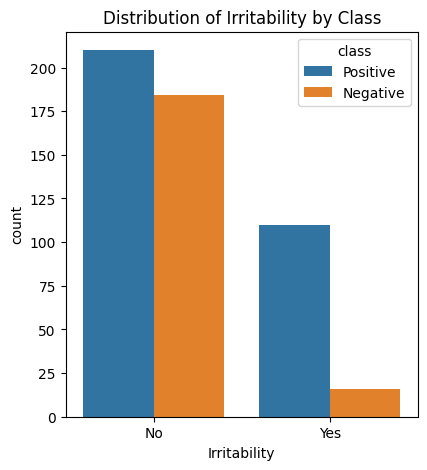 Distribution of Irritability by Class
class
Positive
Negative
200
175
150
125
100
75
50
25
0
count
No
Yes
Irritability